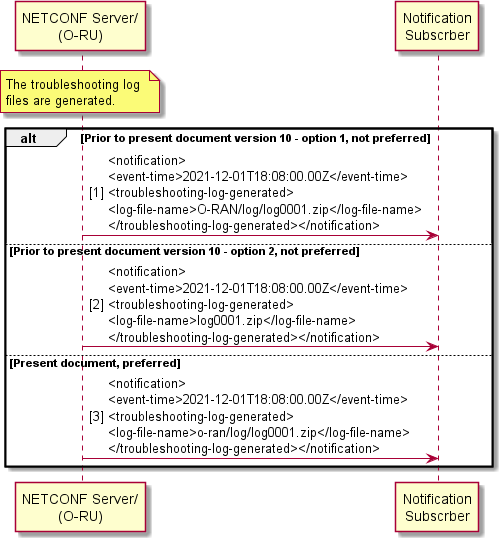 NETCONF Server/
(O-RU)
Notification
Subscrber
The troubleshooting log
files are generated.
alt
[Prior to present document version 10 - option 1, not preferred]
<notification>
<event-time>2021-12-01T18:08:00.00Z</event-time>
[1] <troubleshooting-log-generated>
<log-file-name>O-RAN/log/log0001.zip</log-file-name>
</troubleshooting-log-generated></notification>
[Prior to present document version 10 - option 2, not preferred]
<notification>
<event-time>2021-12-01T18:08:00.00Z</event-time>
[2] <troubleshooting-log-generated>
<log-file-name>log0001.zip</log-file-name>
</troubleshooting-log-generated></notification>
[Present document, preferred]
<notification>
<event-time>2021-12-01T18:08:00.00Z</event-time>
[3] <troubleshooting-log-generated>
<log-file-name>o-ran/log/log0001.zip</log-file-name>
</troubleshooting-log-generated></notification>
NETCONF Server/
(O-RU)
Notification
Subscrber